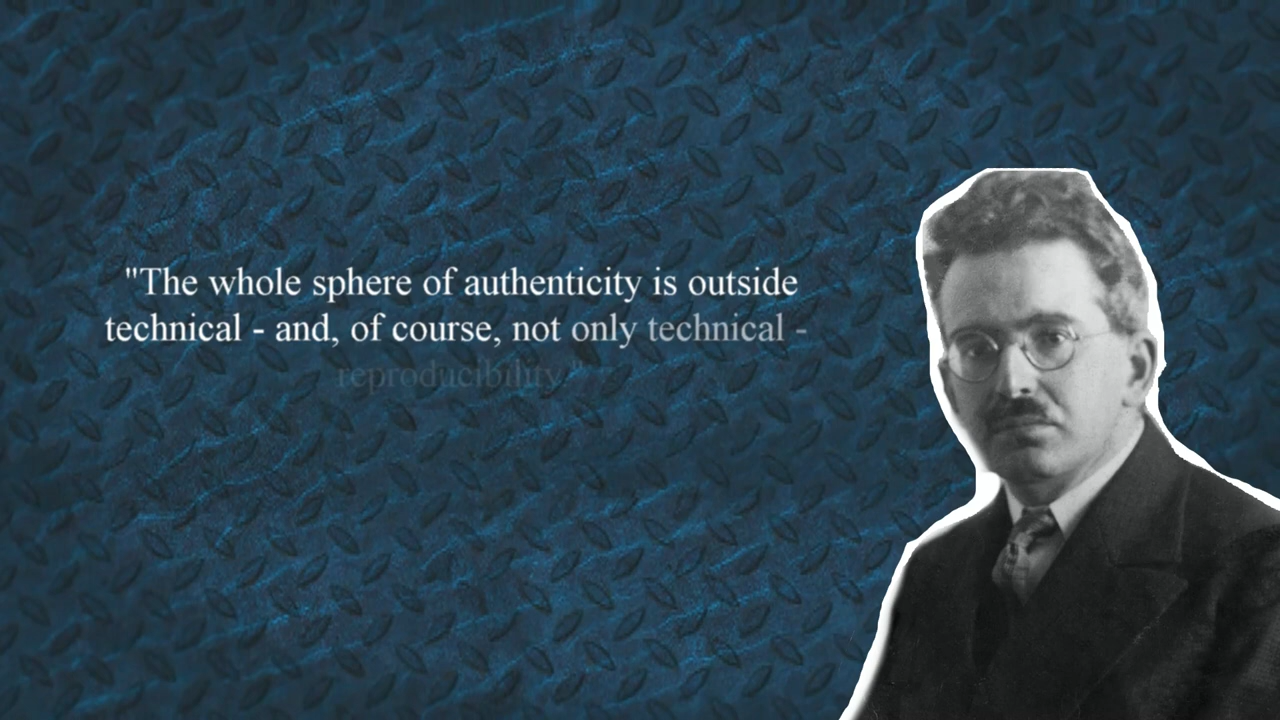 "The whole sphere of authenticity is outside
technical - and, of course, not only technical -
reproducibility."